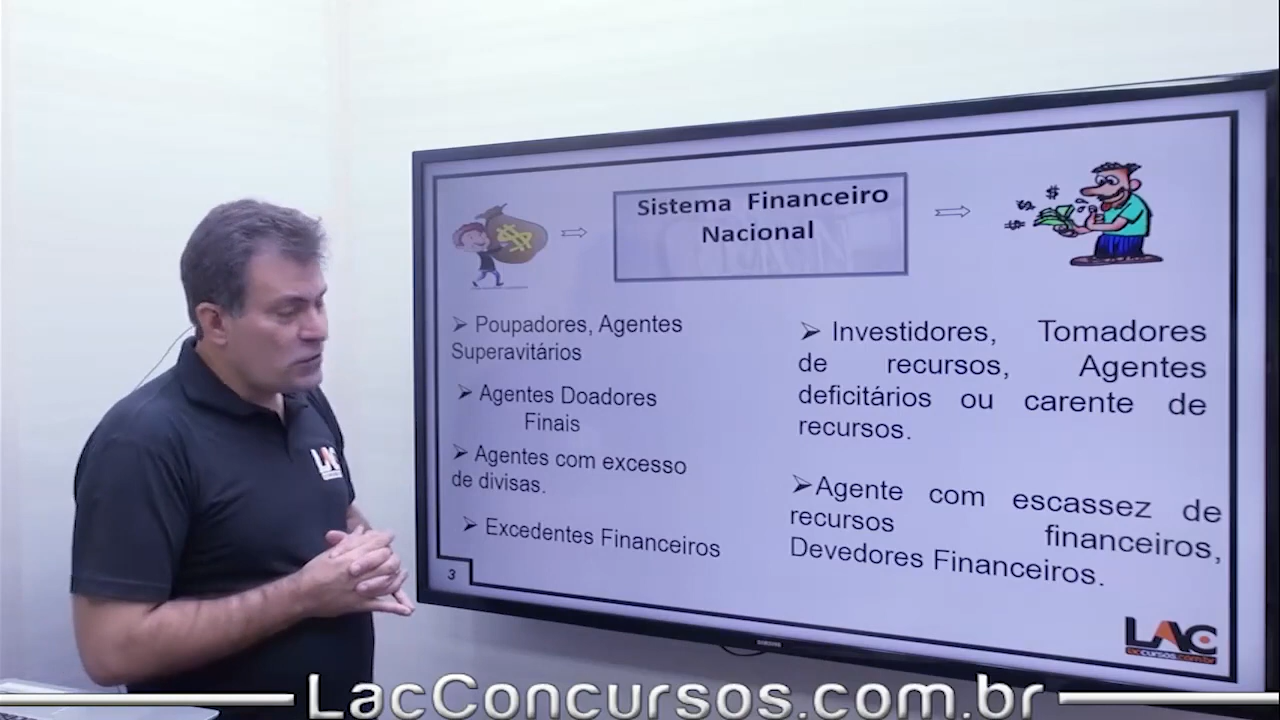 Sistema Financeiro
Nacional
➢ Poupadores, Agentes
Superavitários
➢ Agentes Doadores
Finais
➢ Agentes com excesso
de divisas.
➢ Excedentes Financeiros
➢ Investidores, Tomadores
de recursos, Agentes
deficitários ou carente de
recursos.
➢Agente com escassez de
recursos financeiros,
Devedores Financeiros.
3
LAC
SAMSUNG
LAC
LacConcursos.com.br